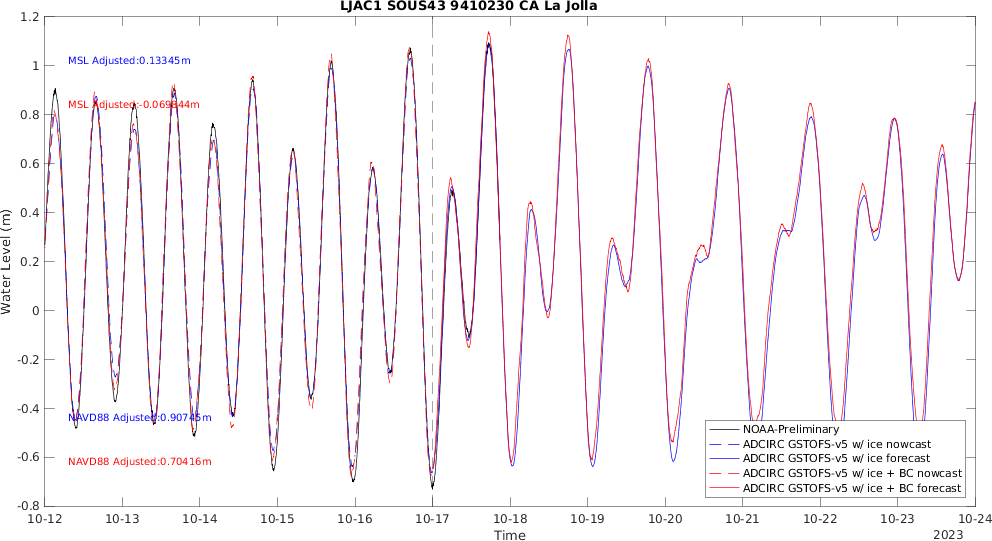 LJAC1 SOUS43 9410230 CA La Jolla
1.2
1
0.8
0.6
0.4
0.2
0
-0.2
-0.4
-0.6
-0.8
Water Level (m)
MSL Adjusted:0.13345m
MSL Adjusted:-0.069844m
NAVD88 Adjusted:0.90745m
NAVD88 Adjusted:0.70416m
NOAA-Preliminary
ADCIRC GSTOFS-v5 w/ ice nowcast
ADCIRC GSTOFS-v5 w/ ice forecast
ADCIRC GSTOFS-v5 w/ ice + BC nowcast
ADCIRC GSTOFS-v5 w/ ice + BC forecast
10-12 10-13 10-14 10-15 10-16 10-17 10-18 10-19 10-20 10-21 10-22 10-23 10-24
Time
2023